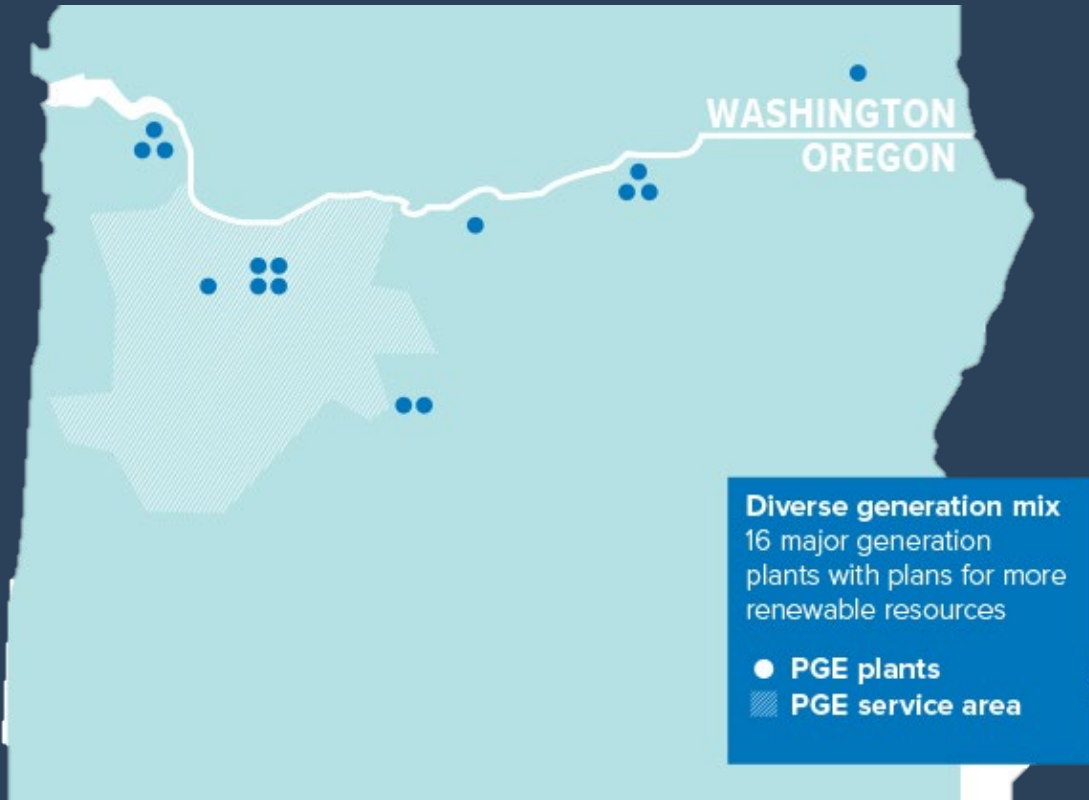 WASHINGTON
OREGON
Diverse generation mix
16 major generation
plants with plans for more
renewable resources
PGE plants
PGE service area